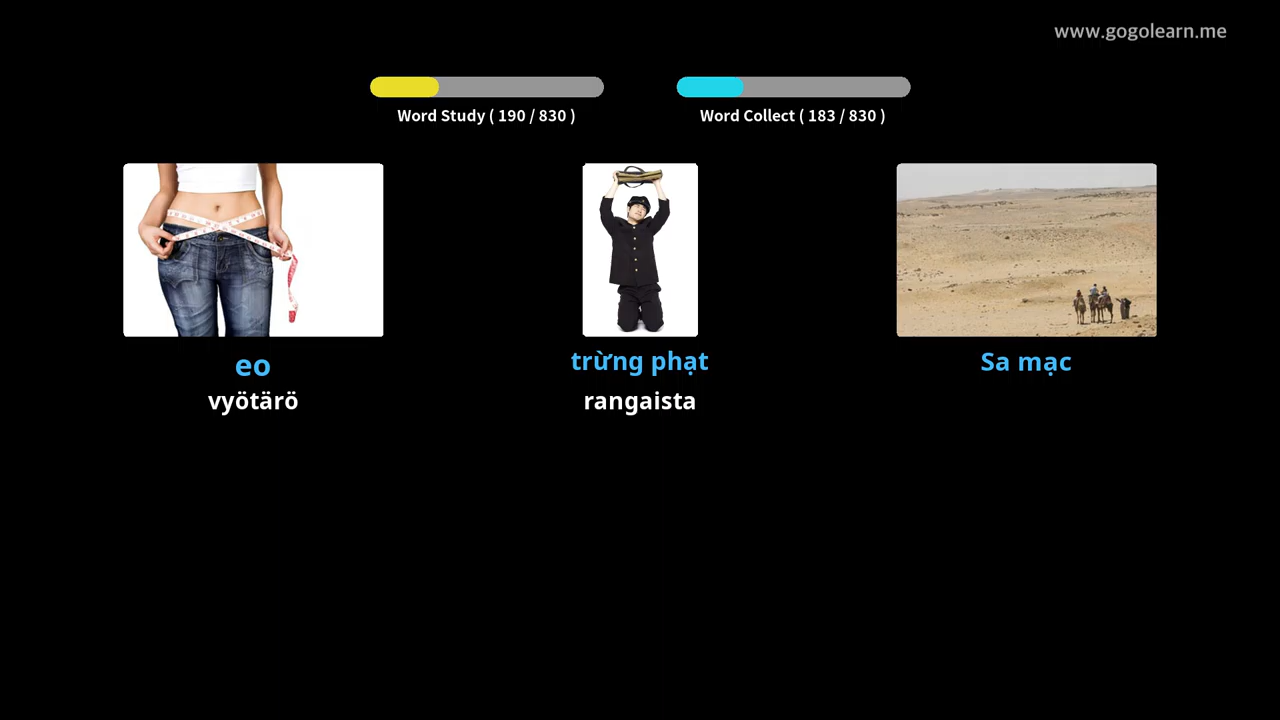 www.gogolearn.me
Word Study ( 190 / 830 )
Word Collect ( 183 / 830 )
eo
vyötärö
trừng phạt
rangaista
Sa mạc